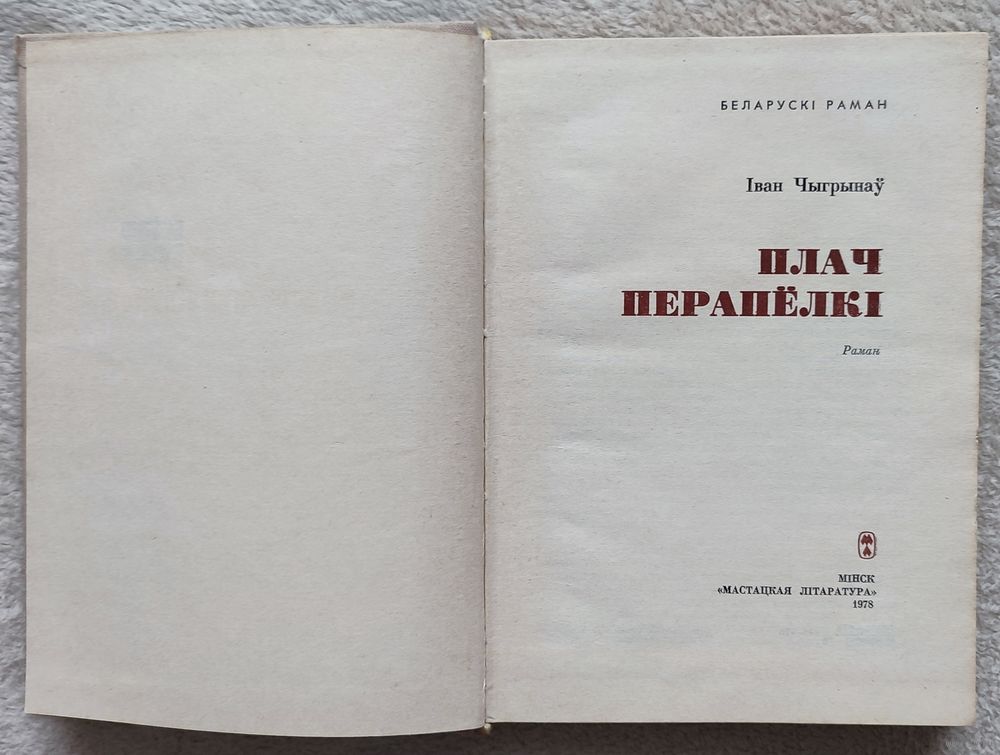 БЕЛАРУСКІ РАМАН
Іван Чыгрынаў
ПЛАЧ
ПЕРАПЁЛКІ
Раман
МІНСК
«МАСТАЦКАЯ ЛІТАРАТУРА»
1978